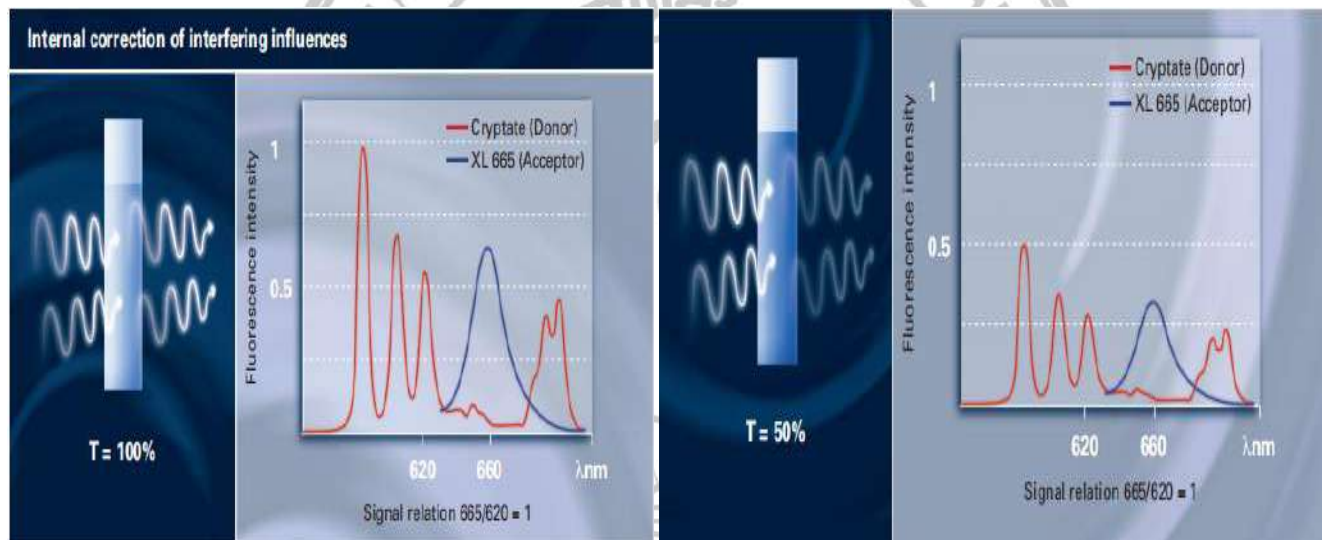 Internal correction of interfering influences
T = 100%
Fluorescence intensity
1
0.5
Cryptate (Donor)
XL 665 (Acceptor)
620
660
λnm
Signal relation 665/620 = 1
T = 50%
Fluorescence intensity
1
0.5
Cryptate (Donor)
XL 665 (Acceptor)
620
660
λnm
Signal relation 665/620 = 1